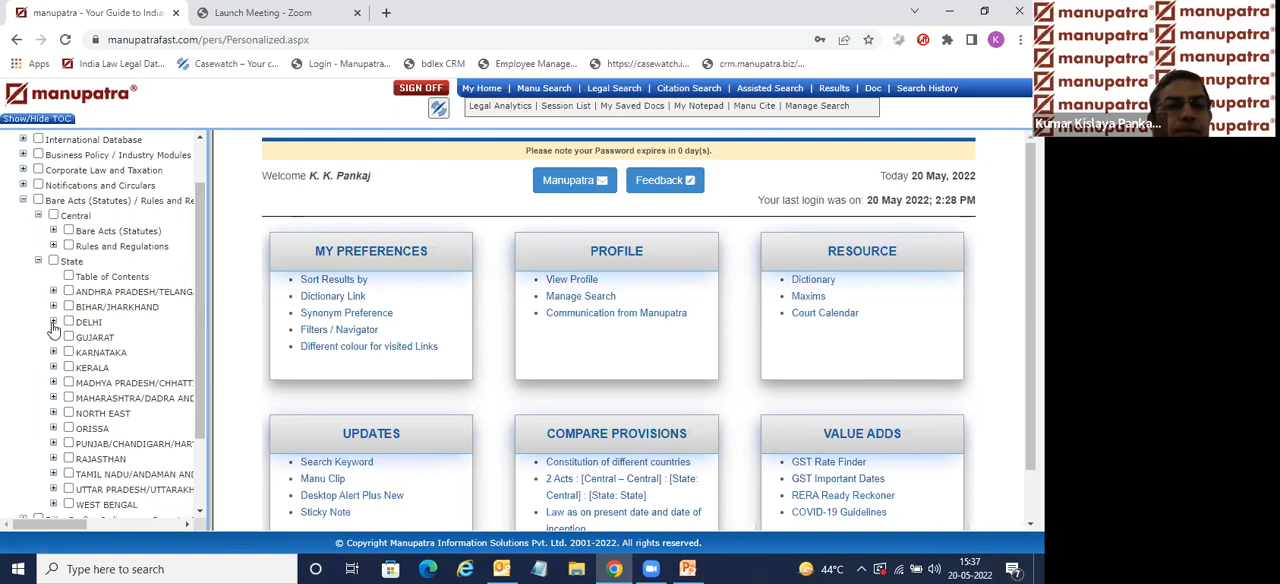 manupatra - Your Guide to Indian
Launch Meeting - Zoom
manupatrafast.com/pers/Personalized.aspx
K
Apps
India Law Legal Dat...
Casewatch – Your c...
Login - Manupatra...
bdlex CRM
Employee Manage...
https://casewatch.i...
crm.manupatra.biz/...
manupatra®
SIGN OFF
My Home | Manu Search | Legal Search | Citation Search | Assisted Search | Results | Doc | Search History
Legal Analytics | Session List | My Saved Docs | My Notepad | Manu Cite | Manage Search
Show/Hide TOC
International Database
Business Policy / Industry Modules
Corporate Law and Taxation
Notifications and Circulars
Bare Acts (Statutes) / Rules and Re
Central
Bare Acts (Statutes)
Rules and Regulations
State
Table of Contents
ANDHRA PRADESH/TELANG
BIHAR/JHARKHAND
DELHI
GUJARAT
KARNATAKA
KERALA
MADHYA PRADESH/CHHATT
MAHARASHTRA/DADRA AND
NORTH EAST
ORISSA
PUNJAB/CHANDIGARH/HAR
RAJASTHAN
TAMIL NADU/ANDAMAN AND
UTTAR PRADESH/UTTARAKH
WEST BENGAL
Please note your Password expires in 0 day(s).
Welcome K. K. Pankaj
Manupatra
Feedback
Today 20 May, 2022
Your last login was on: 20 May 2022; 2:28 PM
MY PREFERENCES
Sort Results by
Dictionary Link
Synonym Preference
Filters / Navigator
Different colour for visited Links
PROFILE
View Profile
Manage Search
Communication from Manupatra
RESOURCE
Dictionary
Maxims
Court Calendar
UPDATES
Search Keyword
Manu Clip
Desktop Alert Plus New
Sticky Note
COMPARE PROVISIONS
Constitution of different countries
2 Acts : [Central – Central] : [State:
Central] : [State: State]
Law as on present date and date of
inception
VALUE ADDS
GST Rate Finder
GST Important Dates
RERA Ready Reckoner
COVID-19 Guidelines
© Copyright Manupatra Information Solutions Pvt. Ltd. 2001-2022. All rights reserved.
Type here to search
44°C
15:37
20-05-2022
7
manupatra® manupatra®
manupatra® manupatra®
Kumar Kislaya Panka...